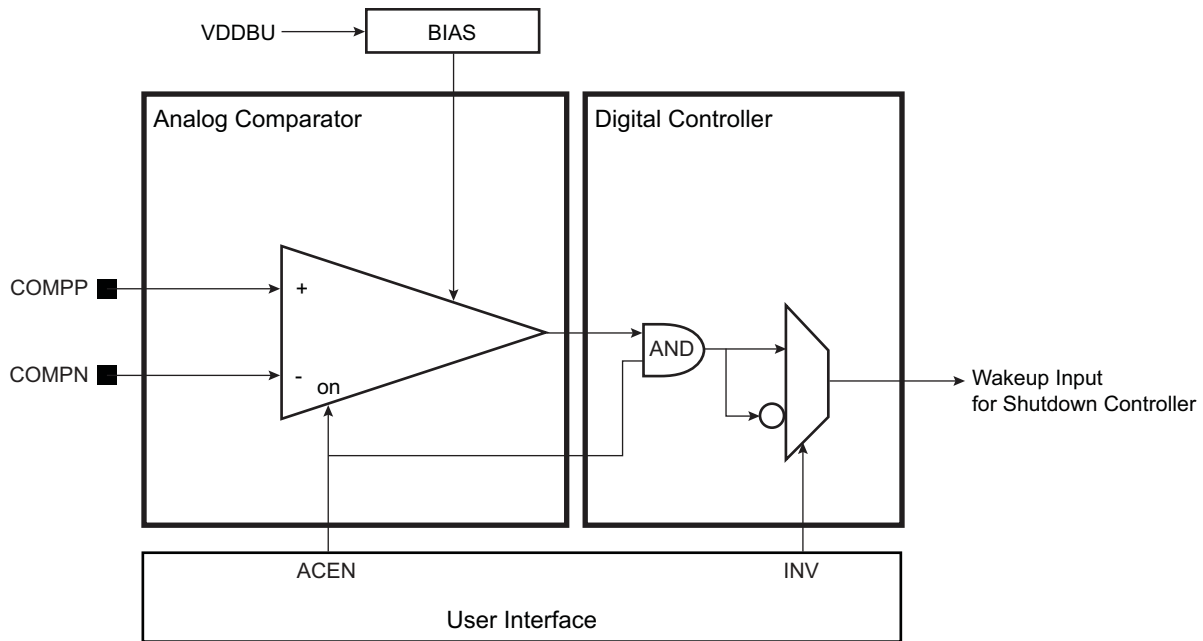 VDDBU
BIAS
Analog Comparator
Digital Controller
COMPP
+
COMPN
-
on
AND
Wakeup Input
for Shutdown Controller
ACEN
INV
User Interface